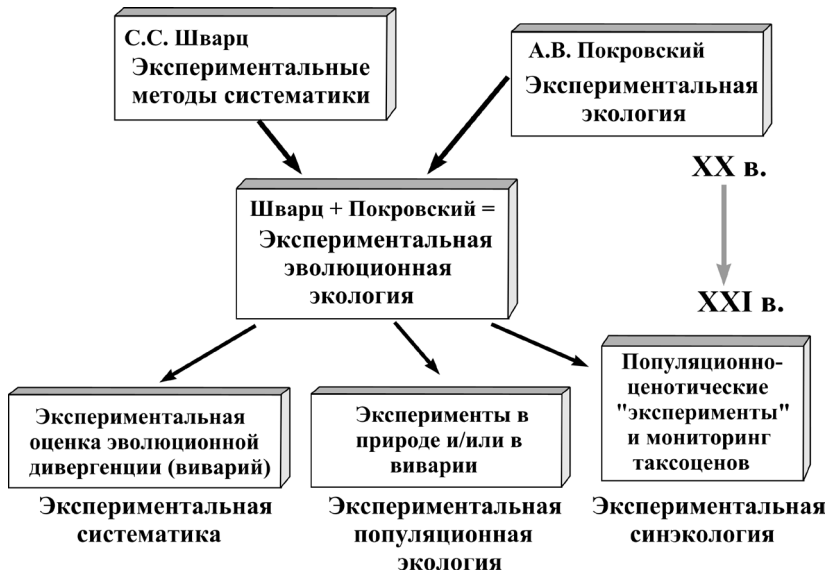 С.С. Шварц
Экспериментальные
методы систематики
А.В. Покровский
Экспериментальная
экология
XX в.
Шварц + Покровский =
Экспериментальная
эволюционная
экология
XXI в.
Экспериментальная
оценка эволюционной
дивергенции (виварий)
Экспериментальная
систематика
Эксперименты в
природе и/или в
виварии
Экспериментальная
популяционная
экология
Популяционно-
ценотические
"эксперименты"
и мониторинг
таксоценов
Экспериментальная
синэкология